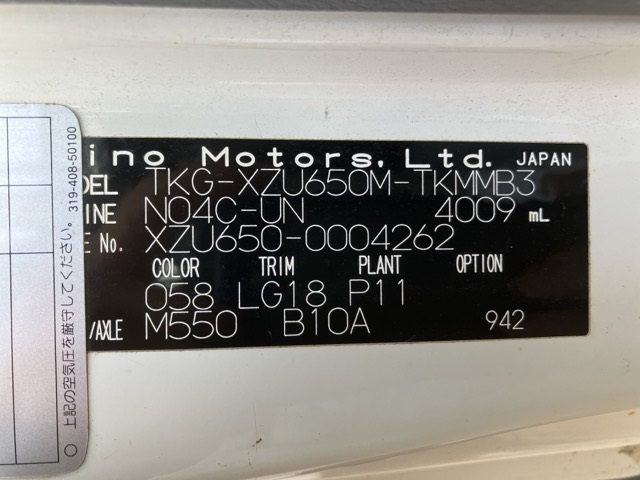 ino Motors, Ltd. JAPAN
DEL TKG-XZU650M-TKMMB3
INE N04C-UN 4009 mL
E No. XZU650-0004262
COLOR TRIM PLANT OPTION
058 LG18 P11
/AXLE M550 B10A 942
319-408-50100
○ 上記の空気圧を厳守してください。